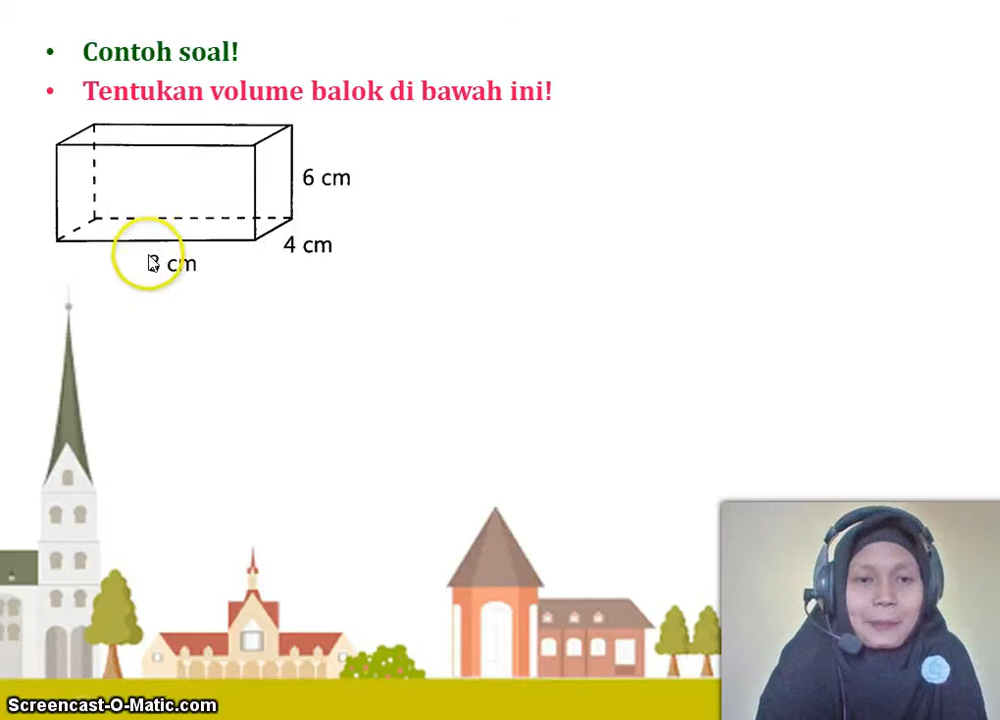 Contoh soal!
Tentukan volume balok di bawah ini!
6 cm
4 cm
cm
Screencast-O-Matic.com